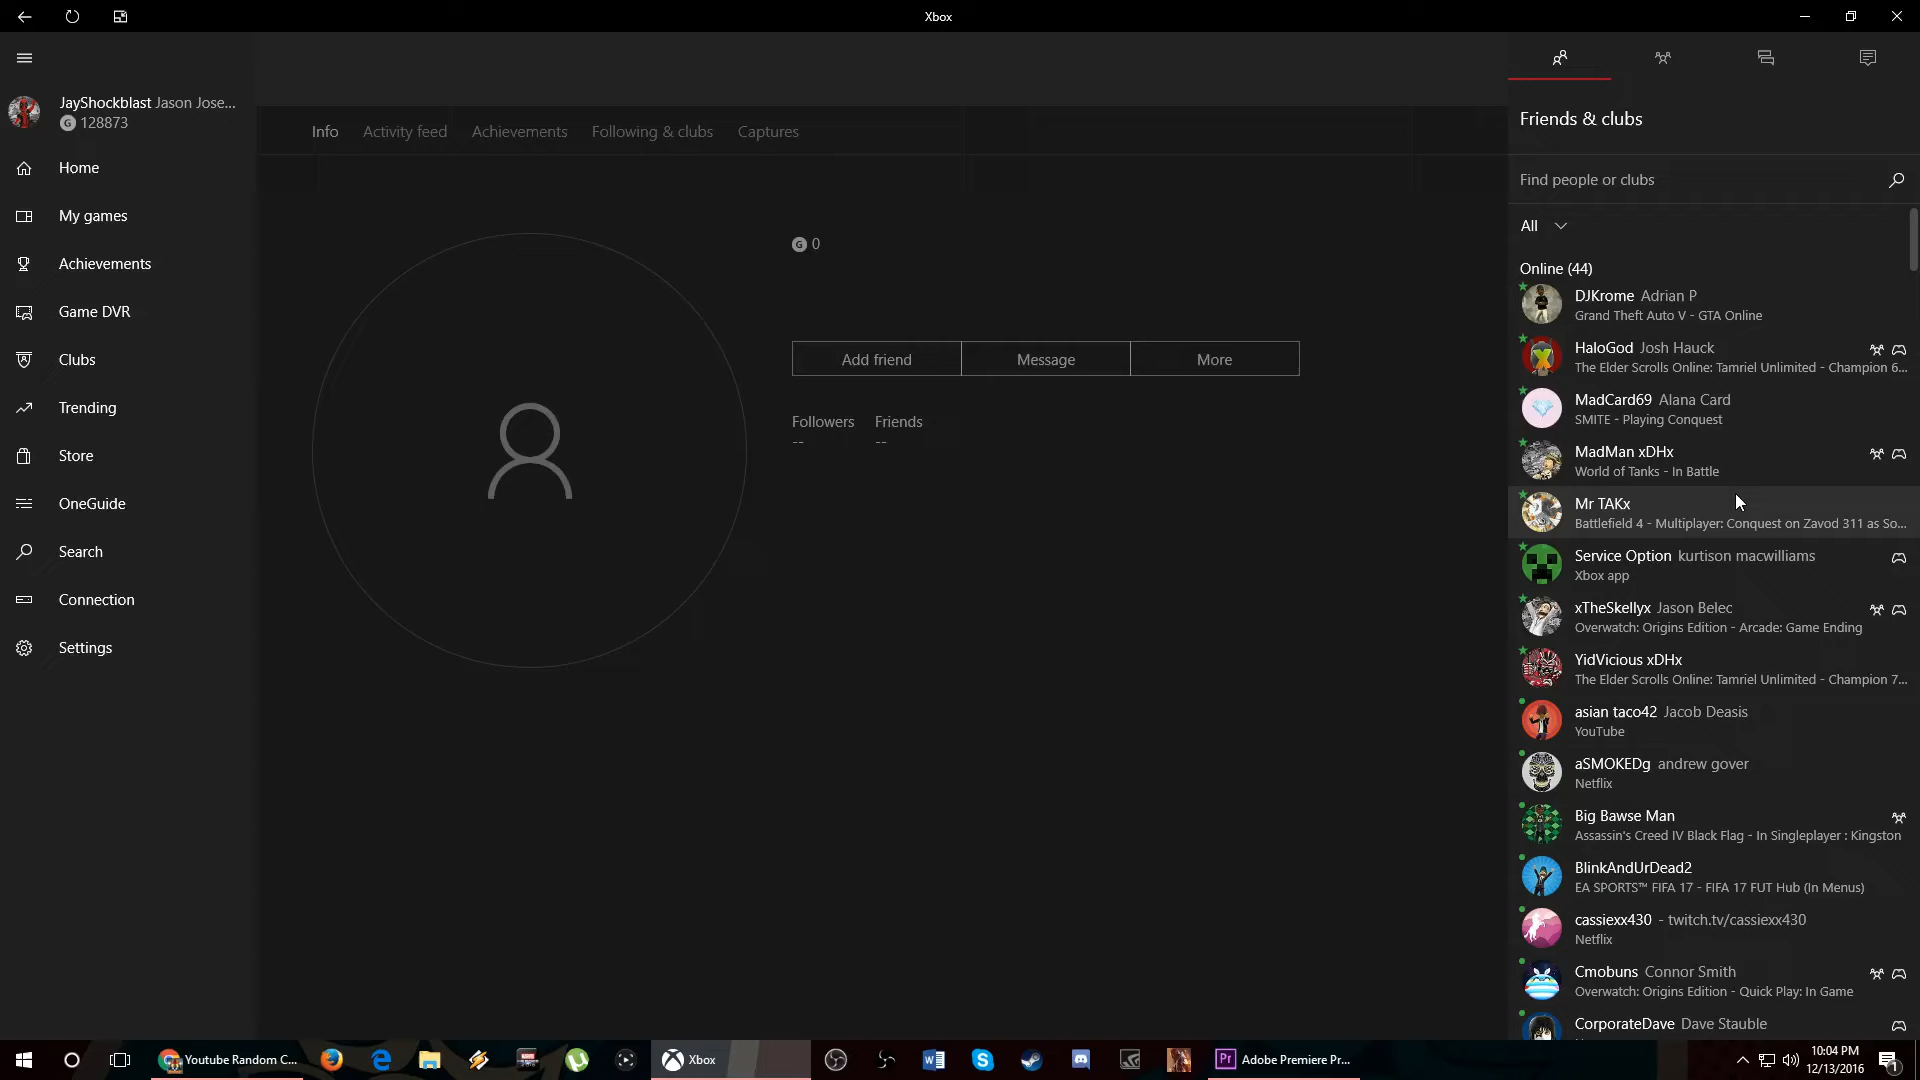 Xbox
JayShockblast Jason Jose...
G 128873
Home
My games
Achievements
Game DVR
Clubs
Trending
Store
OneGuide
Search
Connection
Settings
Info Activity feed Achievements Following & clubs Captures
G 0
Add friend Message More
Followers Friends
-- --
Friends & clubs
Find people or clubs
All
Online (44)
DJKrome Adrian P
Grand Theft Auto V - GTA Online
HaloGod Josh Hauck
The Elder Scrolls Online: Tamriel Unlimited - Champion 6...
MadCard69 Alana Card
SMITE - Playing Conquest
MadMan xDHx
World of Tanks - In Battle
Mr TAKx
Battlefield 4 - Multiplayer: Conquest on Zavod 311 as So...
Service Option kurtison macwilliams
Xbox app
xTheSkellyx Jason Belec
Overwatch: Origins Edition - Arcade: Game Ending
YidVicious xDHx
The Elder Scrolls Online: Tamriel Unlimited - Champion 7...
asian taco42 Jacob Deasis
YouTube
aSMOKEDg andrew gover
Netflix
Big Bawse Man
Assassin's Creed IV Black Flag - In Singleplayer : Kingston
BlinkAndUrDead2
EA SPORTS™ FIFA 17 - FIFA 17 FUT Hub (In Menus)
cassiexx430 - twitch.tv/cassiexx430
Netflix
Cmobuns Connor Smith
Overwatch: Origins Edition - Quick Play: In Game
CorporateDave Dave Stauble
Youtube Random C...
Xbox
Pr Adobe Premiere Pr...
10:04 PM
12/13/2016
1